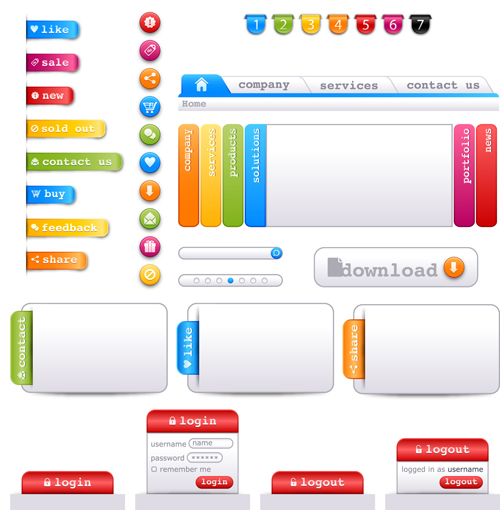 like
sale
new
sold out
contact us
buy
feedback
share
1 2 3 4 5 6 7
company services contact us
Home
company
services
products
solutions
portfolio
news
download
contact
like
share
login
login
username name
password ******
remember me
login
logout
logout
logged in as username
logout